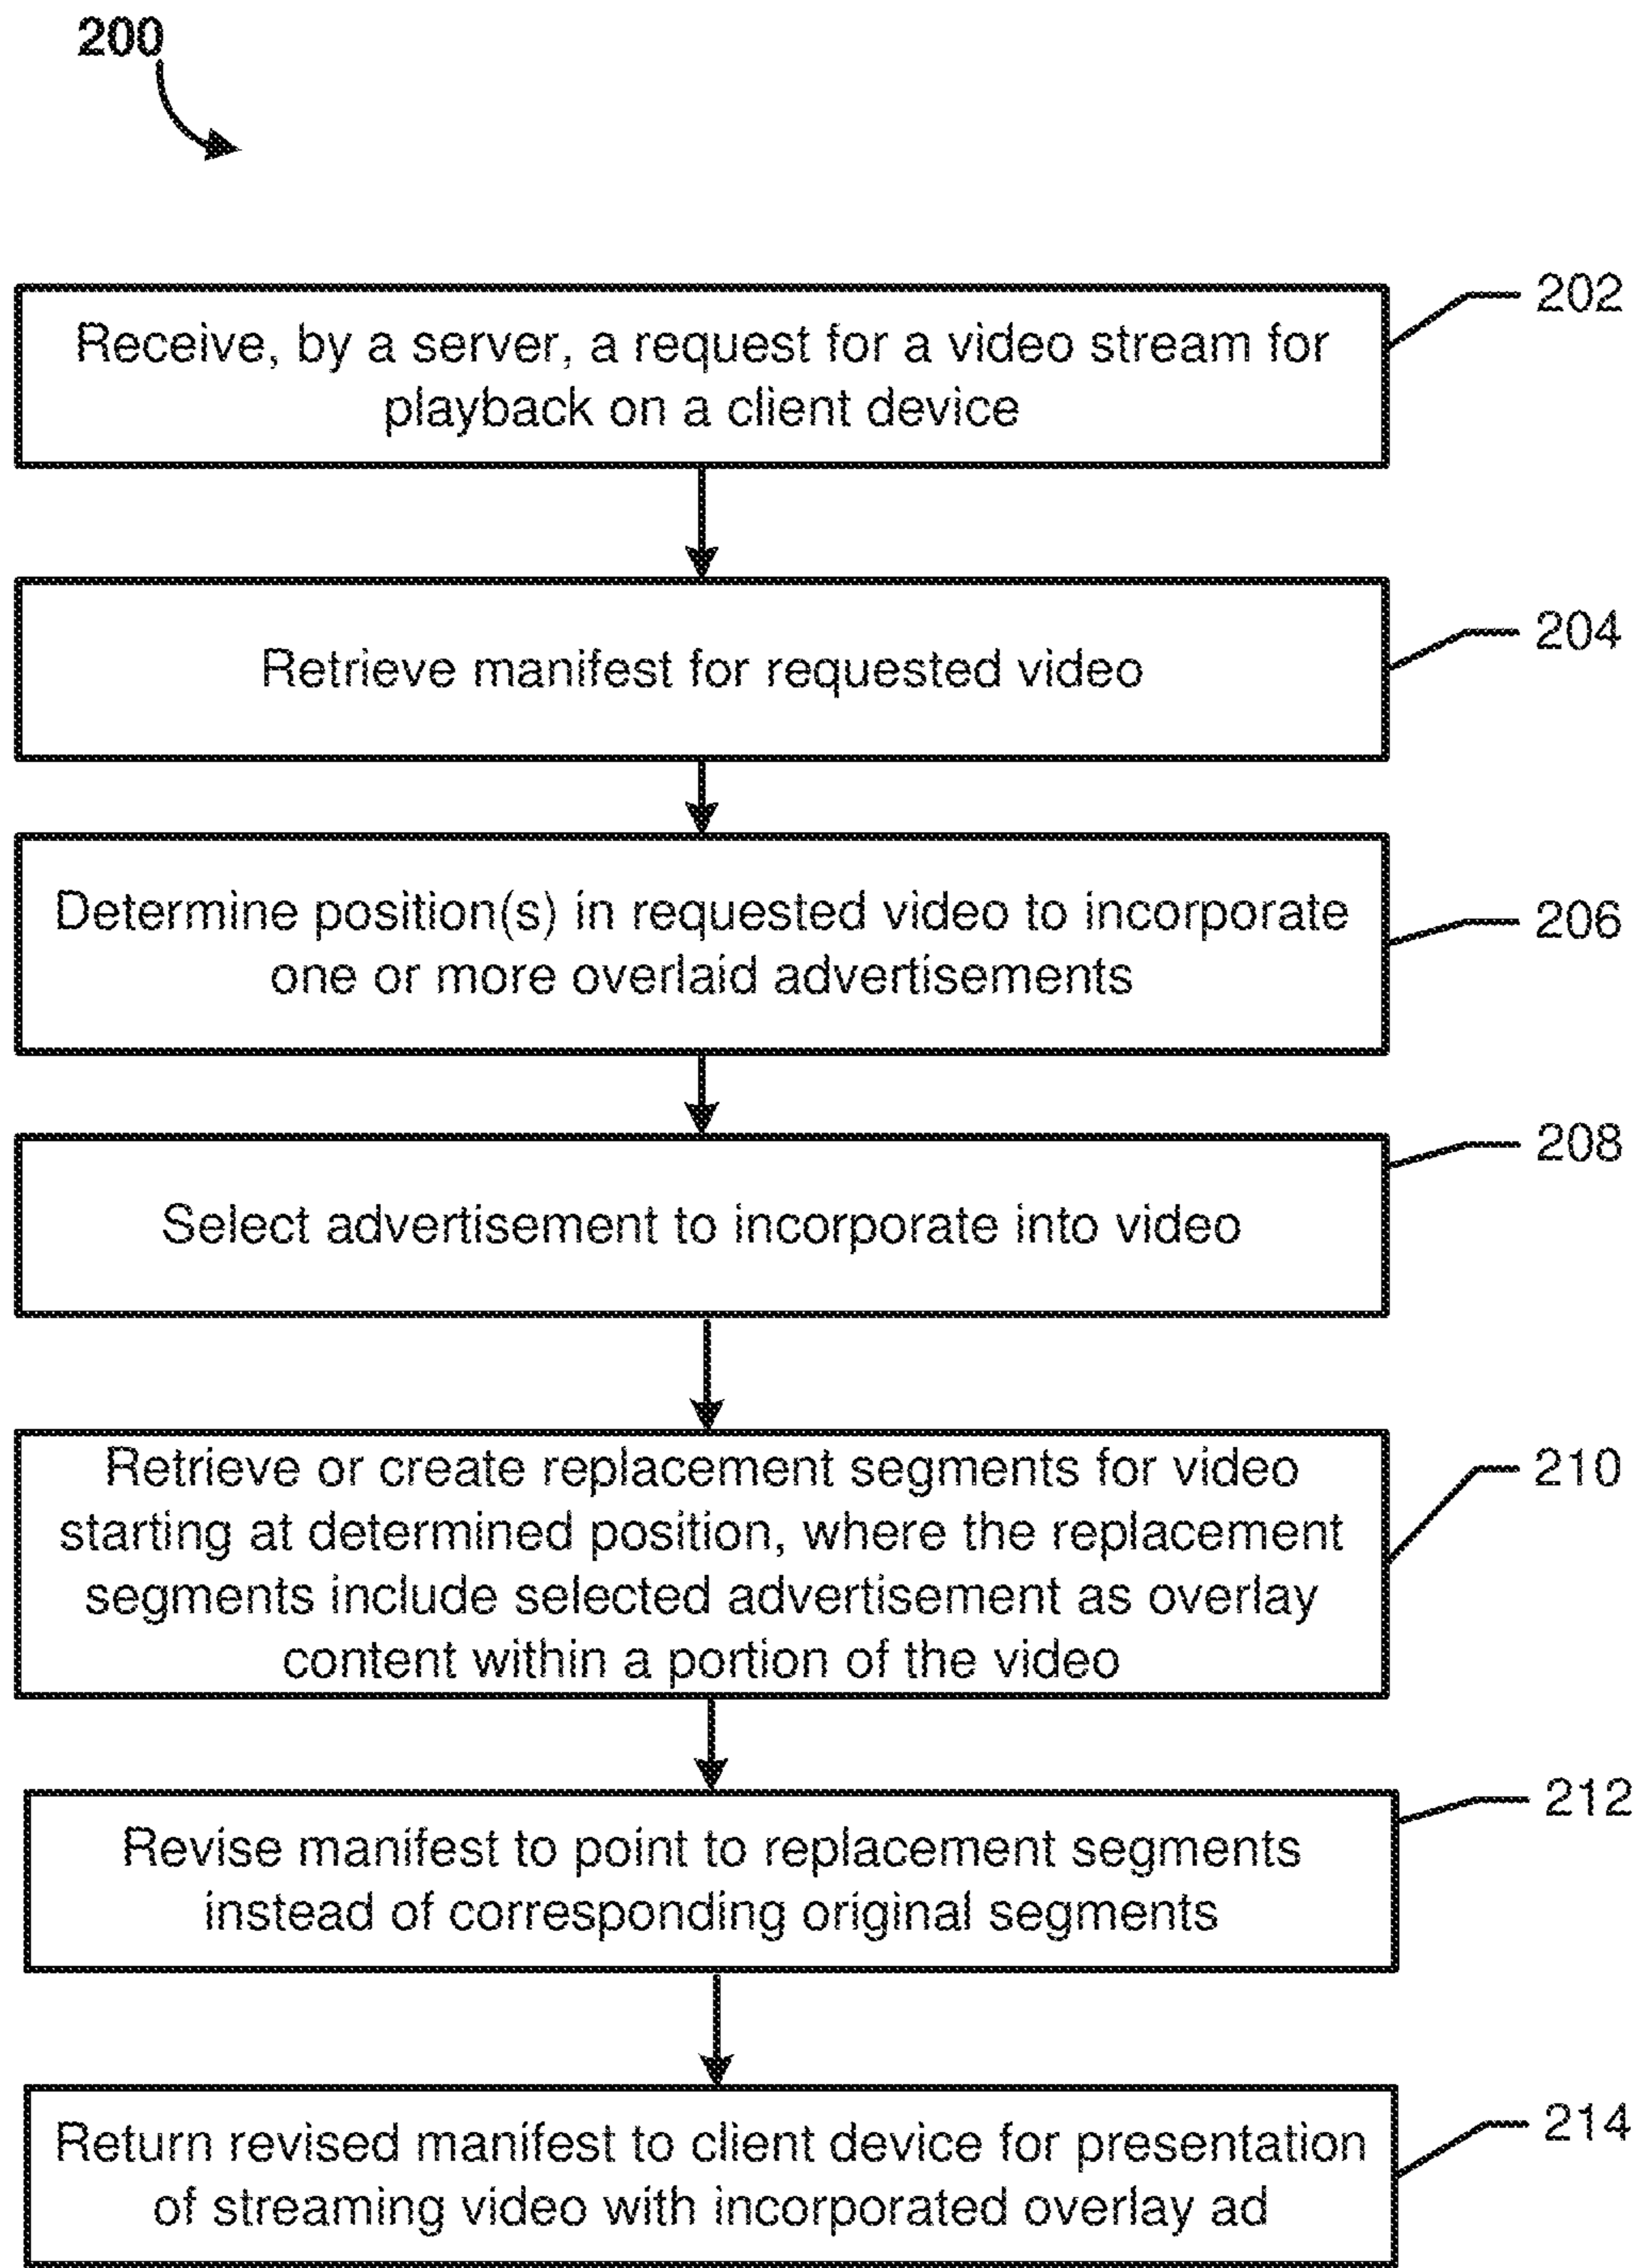 200
202
Receive, by a server, a request for a video stream for
playback on a client device
204
Retrieve manifest for requested video
206
Determine position(s) in requested video to incorporate
one or more overlaid advertisements
208
Select advertisement to incorporate into video
210
Retrieve or create replacement segments for video
starting at determined position, where the replacement
segments include selected advertisement as overlay
content within a portion of the video
212
Revise manifest to point to replacement segments
instead of corresponding original segments
214
Return revised manifest to client device for presentation
of streaming video with incorporated overlay ad